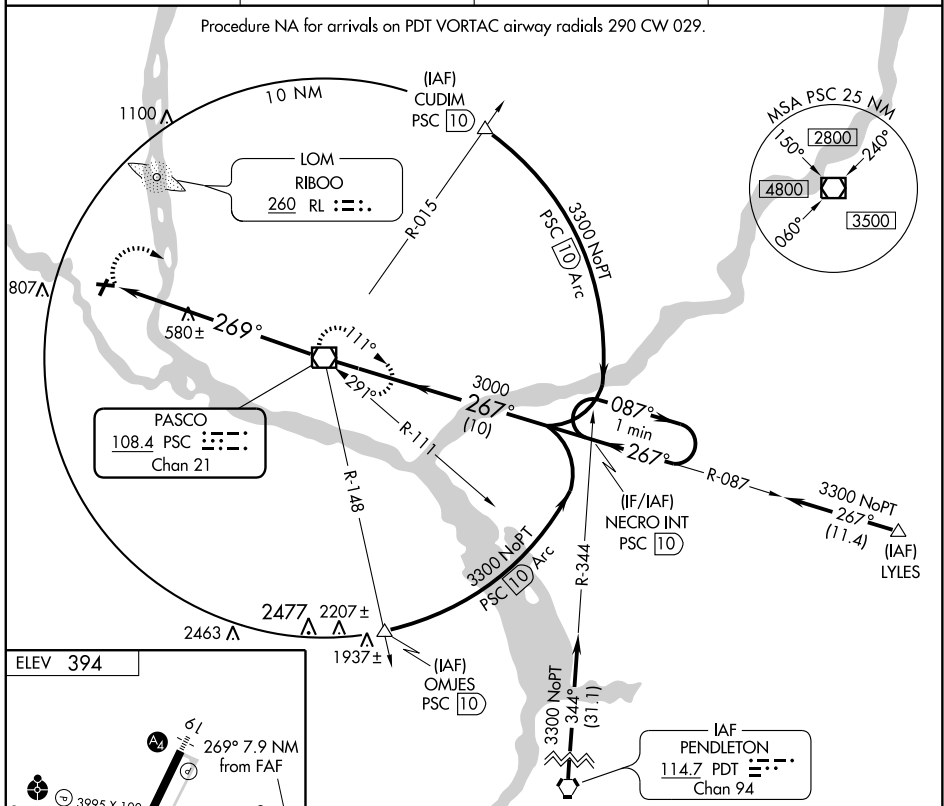 Procedure NA for arrivals on PDT VORTAC airway radials 290 CW 029.
(IAF)
CUDIM
PSC 10
10 NM
1100
LOM
RIBOO
260 RL
R-015
3300 NoPT
PSC 10 Arc
MSA PSC 25 NM
150°
2800
240°
4800
3500
060°
807
580±
269°
111°
291°
R-111
3000
267°
(10)
087°
1 min
267°
R-087
3300 NoPT
267°
(11.4)
(IAF)
LYLES
PASCO
108.4 PSC
Chan 21
R-148
(IF/IAF)
NECRO INT
PSC 10
R-344
3300 NoPT
PSC 10 Arc
2463
2477
2207±
1937±
(IAF)
OMJES
PSC 10
3300 NoPT
344°
(31.1)
IAF
PENDLETON
114.7 PDT
Chan 94
ELEV 394
19
A4
269° 7.9 NM
from FAF
P
P